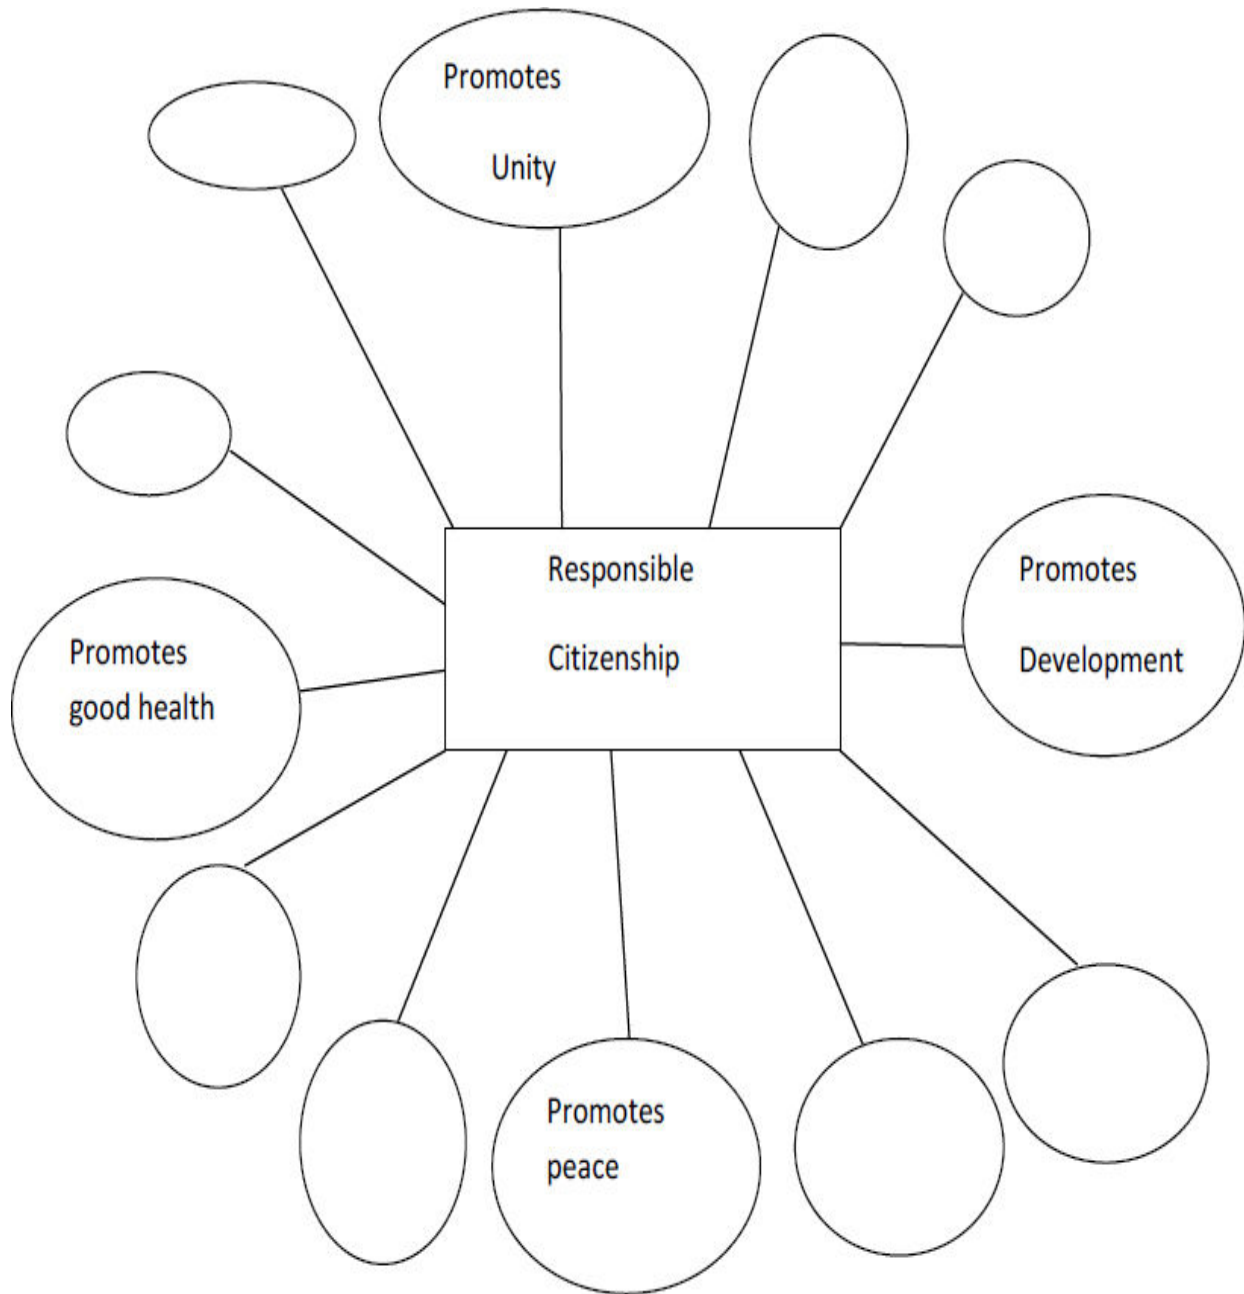 Promotes
Unity
Responsible
Citizenship
Promotes
Development
Promotes
good health
Promotes
peace